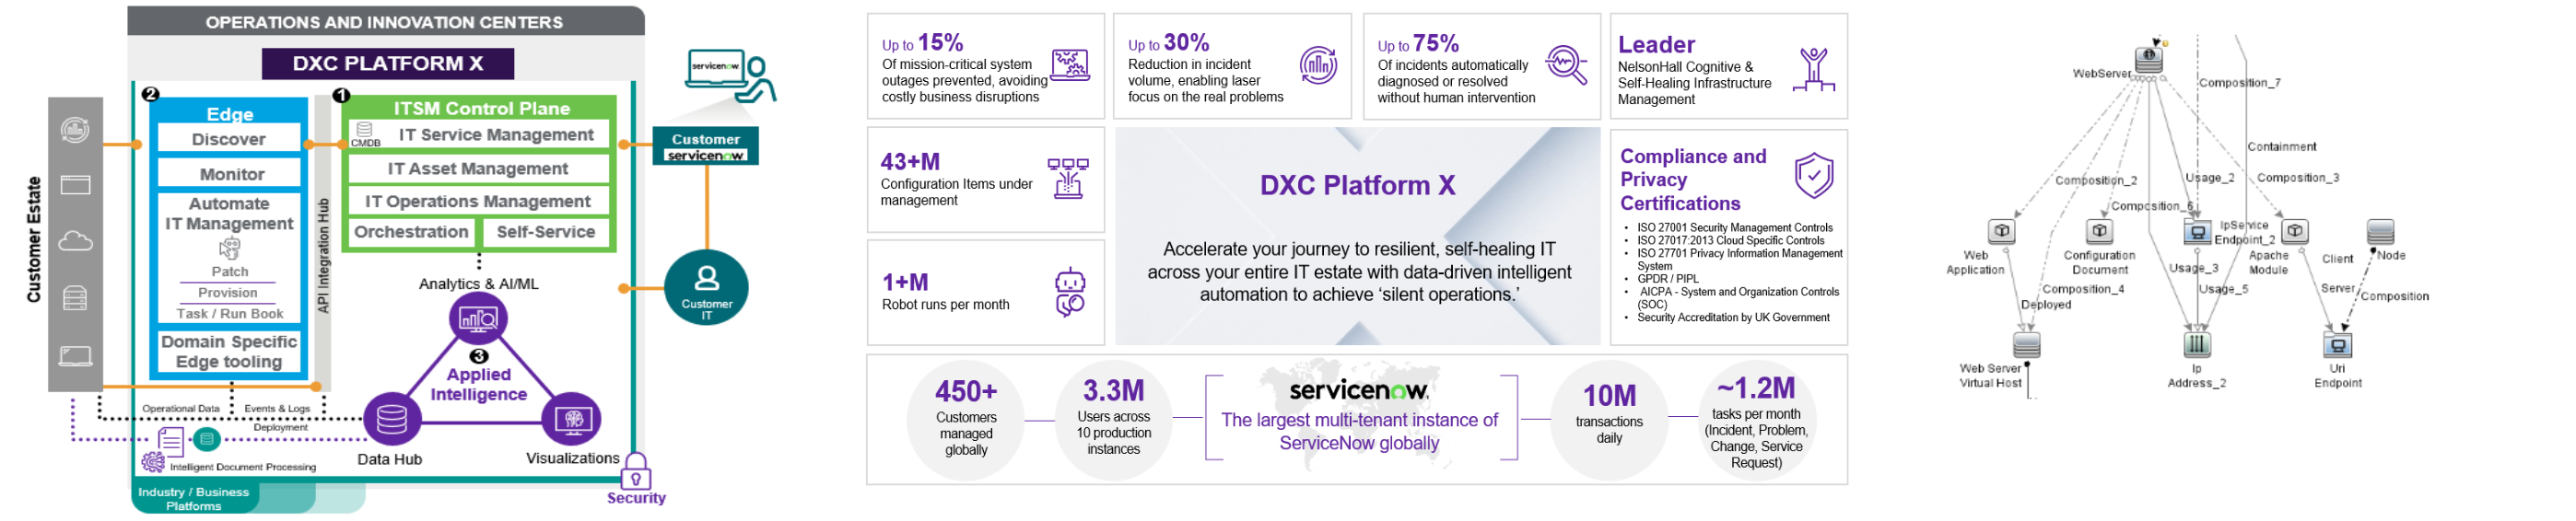 OPERATIONS AND INNOVATION CENTERS
DXC PLATFORM X
Customer Estate
2
Edge
Discover
Monitor
Automate
IT Management
Patch
Provision
Task / Run Book
Domain Specific
Edge tooling
API Integration Hub
1
ITSM Control Plane
CMDB
IT Service Management
IT Asset Management
IT Operations Management
Orchestration
Self-Service
Analytics & AI/ML
3
Applied
Intelligence
Data Hub
Visualizations
Operational Data
Events & Logs
Deployment
Intelligent Document Processing
Industry / Business
Platforms
Security
servicenow
Customer
servicenow
Customer
IT
Up to 15%
Of mission-critical system
outages prevented, avoiding
costly business disruptions
Up to 30%
Reduction in incident
volume, enabling laser
focus on the real problems
Up to 75%
Of incidents automatically
diagnosed or resolved
without human intervention
Leader
NelsonHall Cognitive &
Self-Healing Infrastructure
Management
43+M
Configuration Items under
management
1+M
Robot runs per month
DXC Platform X
Accelerate your journey to resilient, self-healing IT
across your entire IT estate with data-driven intelligent
automation to achieve ‘silent operations.’
Compliance and
Privacy
Certifications
• ISO 27001 Security Management Controls
• ISO 27017:2013 Cloud Specific Controls
• ISO 27701 Privacy Information Management
System
• GPDR / PIPL
• AICPA - System and Organization Controls
(SOC)
• Security Accreditation by UK Government
450+
Customers
managed
globally
3.3M
Users across
10 production
instances
servicenow.
The largest multi-tenant instance of
ServiceNow globally
10M
transactions
daily
~1.2M
tasks per month
(Incident, Problem,
Change, Service
Request)
WebServer
Composition_7
Containment
Composition_2
Usage_2
Composition_3
Composition_6
IpService
Endpoint_2
Web
Application
Configuration
Document
Apache
Module
Client
Node
Usage_3
Composition_4
Usage_5
Server
Composition
Deployed
Web Server
Virtual Host
Ip
Address_2
Uri
Endpoint